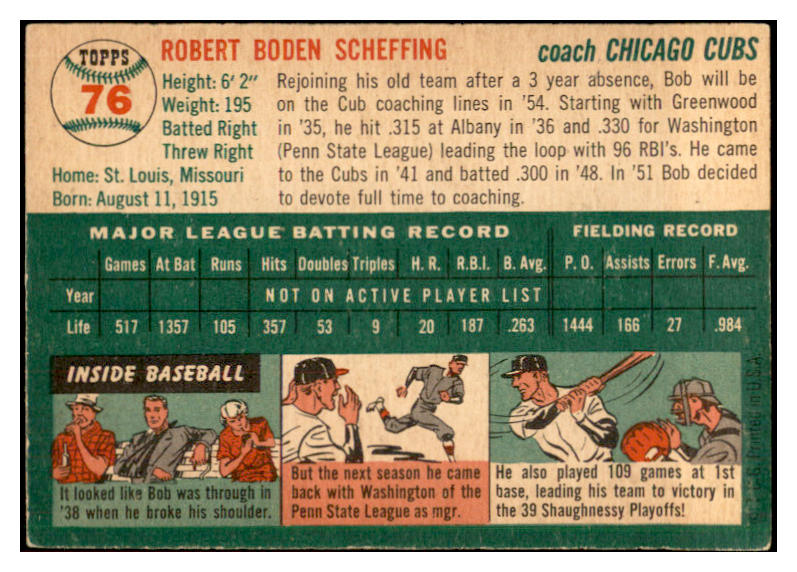 TOPPS
76
ROBERT BODEN SCHEFFING
coach CHICAGO CUBS
Height: 6' 2"
Weight: 195
Batted Right
Threw Right
Home: St. Louis, Missouri
Born: August 11, 1915
Rejoining his old team after a 3 year absence, Bob will be
on the Cub coaching lines in '54. Starting with Greenwood
in '35, he hit .315 at Albany in '36 and .330 for Washington
(Penn State League) leading the loop with 96 RBI's. He came
to the Cubs in '41 and batted .300 in '48. In '51 Bob decided
to devote full time to coaching.
MAJOR LEAGUE BATTING RECORD
FIELDING RECORD
Games At Bat Runs Hits Doubles Triples H. R. R.B.I. B. Avg. P. O. Assists Errors F. Avg.
Year NOT ON ACTIVE PLAYER LIST
Life 517 1357 105 357 53 9 20 187 .263 1444 166 27 .984
INSIDE BASEBALL
It looked like Bob was through in
'38 when he broke his shoulder.
But the next season he came
back with Washington of the
Penn State League as mgr.
He also played 109 games at 1st
base, leading his team to victory in
the 39 Shaughnessy Playoffs!
Printed in U.S.A.